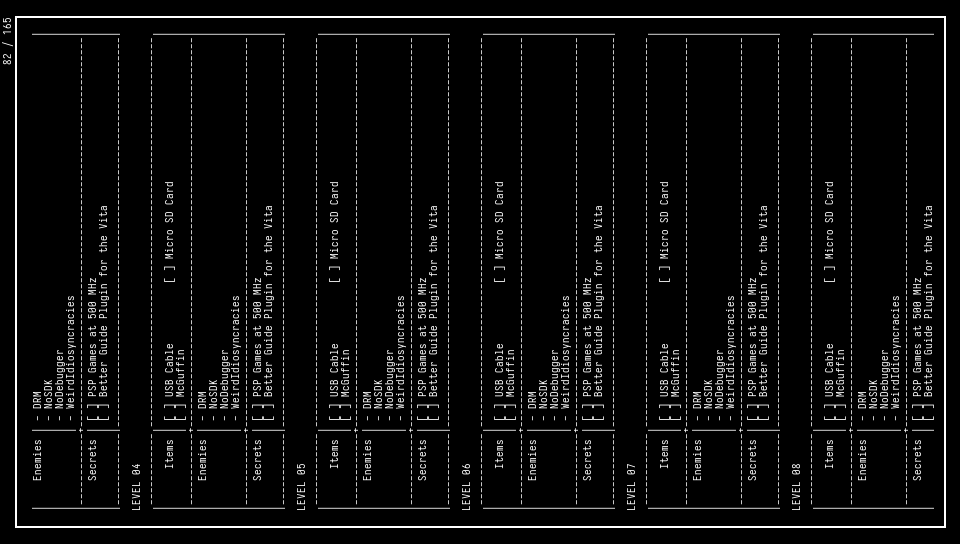 82 / 165
Enemies - DRM
- NoSDK
- NoDebugger
- WeirdIdiosyncracies
Secrets [ ] PSP Games at 500 MHz
[ ] Better Guide Plugin for the Vita
LEVEL 04
Items [ ] USB Cable [ ] Micro SD Card
[ ] McGuffin
Enemies - DRM
- NoSDK
- NoDebugger
- WeirdIdiosyncracies
Secrets [ ] PSP Games at 500 MHz
[ ] Better Guide Plugin for the Vita
LEVEL 05
Items [ ] USB Cable [ ] Micro SD Card
[ ] McGuffin
Enemies - DRM
- NoSDK
- NoDebugger
- WeirdIdiosyncracies
Secrets [ ] PSP Games at 500 MHz
[ ] Better Guide Plugin for the Vita
LEVEL 06
Items [ ] USB Cable [ ] Micro SD Card
[ ] McGuffin
Enemies - DRM
- NoSDK
- NoDebugger
- WeirdIdiosyncracies
Secrets [ ] PSP Games at 500 MHz
[ ] Better Guide Plugin for the Vita
LEVEL 07
Items [ ] USB Cable [ ] Micro SD Card
[ ] McGuffin
Enemies - DRM
- NoSDK
- NoDebugger
- WeirdIdiosyncracies
Secrets [ ] PSP Games at 500 MHz
[ ] Better Guide Plugin for the Vita
LEVEL 08
Items [ ] USB Cable [ ] Micro SD Card
[ ] McGuffin
Enemies - DRM
- NoSDK
- NoDebugger
- WeirdIdiosyncracies
Secrets [ ] PSP Games at 500 MHz
[ ] Better Guide Plugin for the Vita